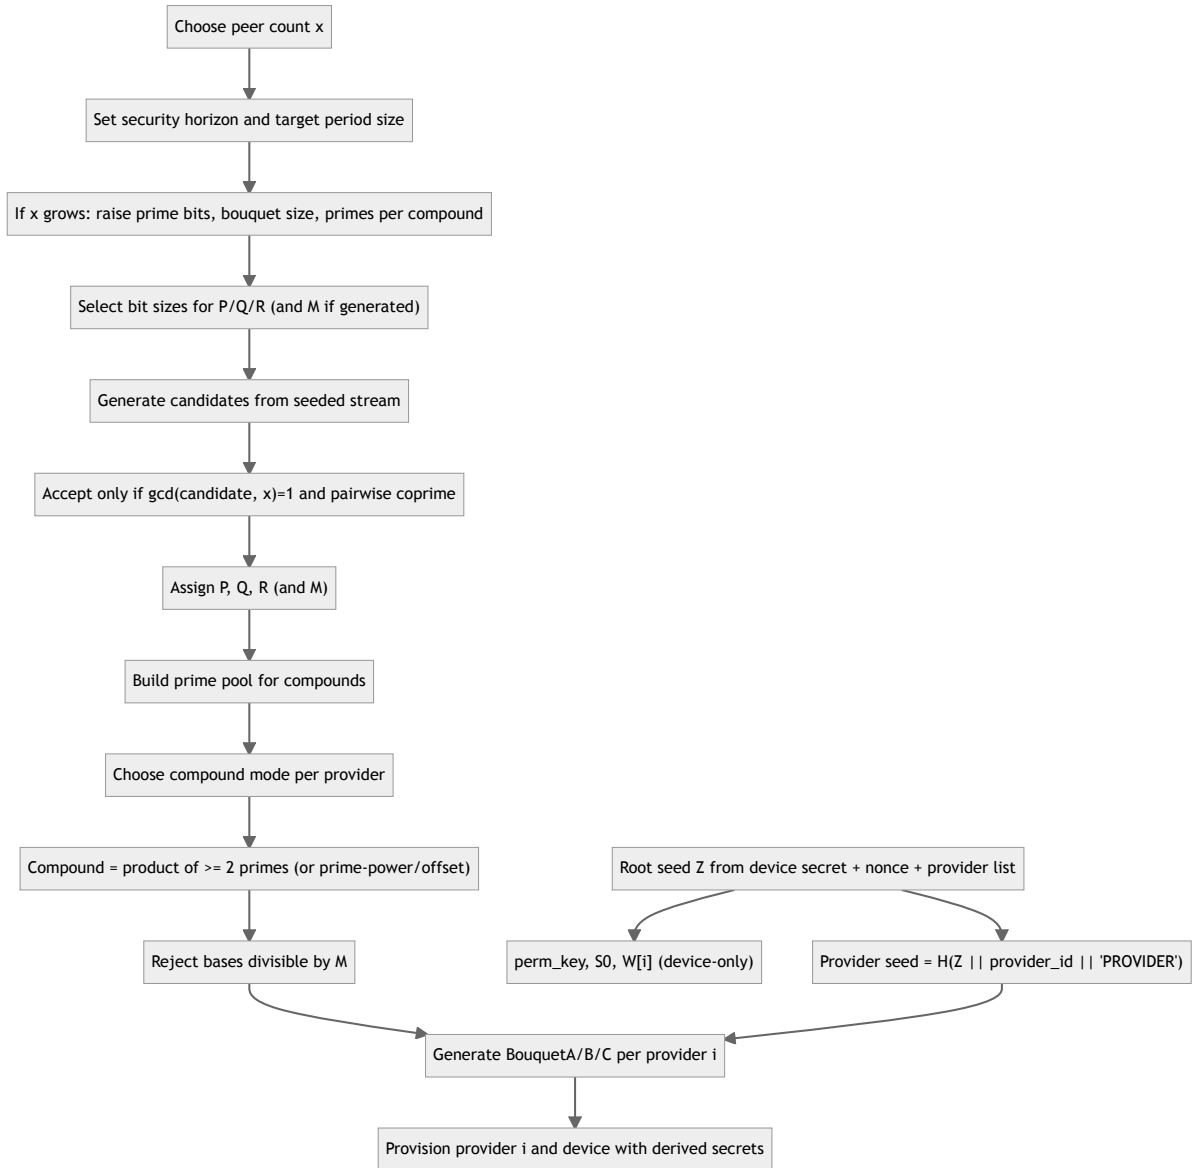 Choose peer count x
Set security horizon and target period size
If x grows: raise prime bits, bouquet size, primes per compound
Select bit sizes for P/Q/R (and M if generated)
Generate candidates from seeded stream
Accept only if gcd(candidate, x)=1 and pairwise coprime
Assign P, Q, R (and M)
Build prime pool for compounds
Choose compound mode per provider
Compound = product of >= 2 primes (or prime-power/offset)
Root seed Z from device secret + nonce + provider list
Reject bases divisible by M
perm_key, S0, W[i] (device-only)
Provider seed = H(Z || provider_id || 'PROVIDER')
Generate BouquetA/B/C per provider i
Provision provider i and device with derived secrets